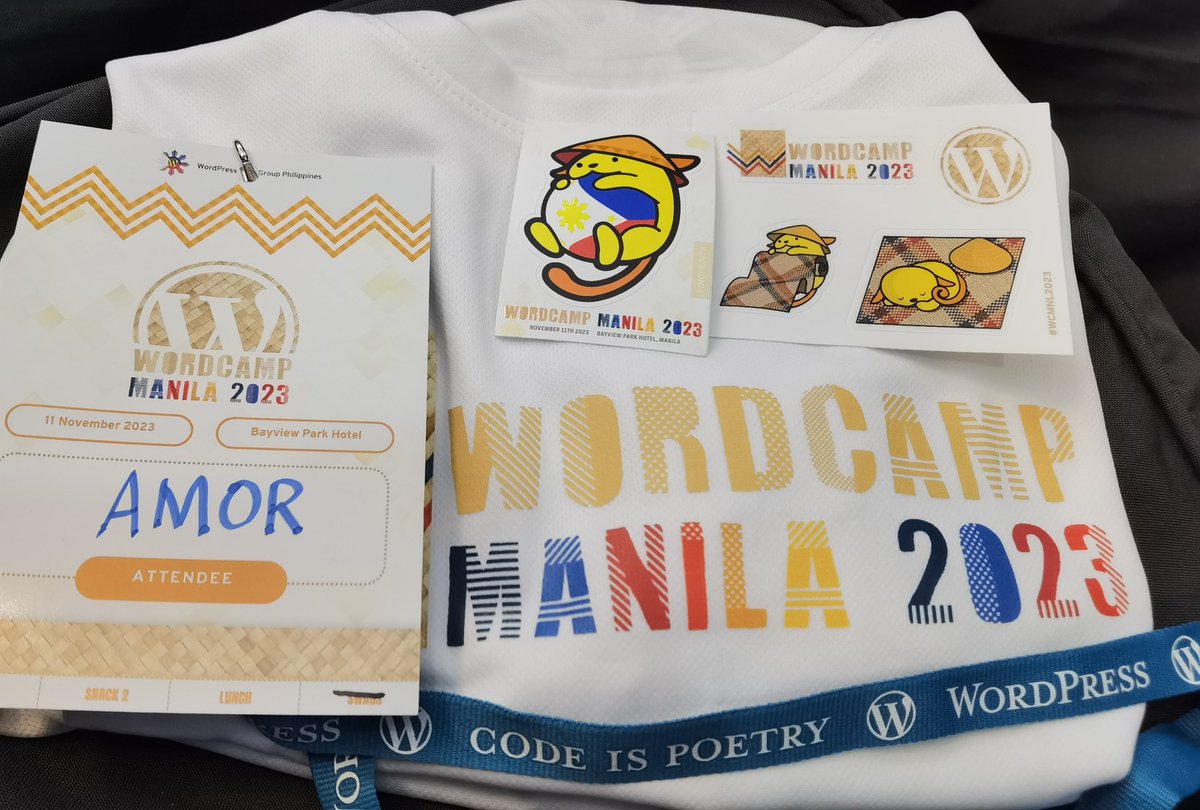 WordPress Group Philippines
WORDCAMP
MANILA 2023
11 November 2023
Bayview Park Hotel
AMOR
ATTENDEE
SNACK 2
LUNCH
SWAGS
WORDCAMP MANILA 2023
NOVEMBER 11TH 2023
BAYVIEW PARK HOTEL, MANILA
WORDCAMP
MANILA 2023
#WCMNL2023
WORDCAMP
MANILA 2023
CODE IS POETRY
WORDPRESS